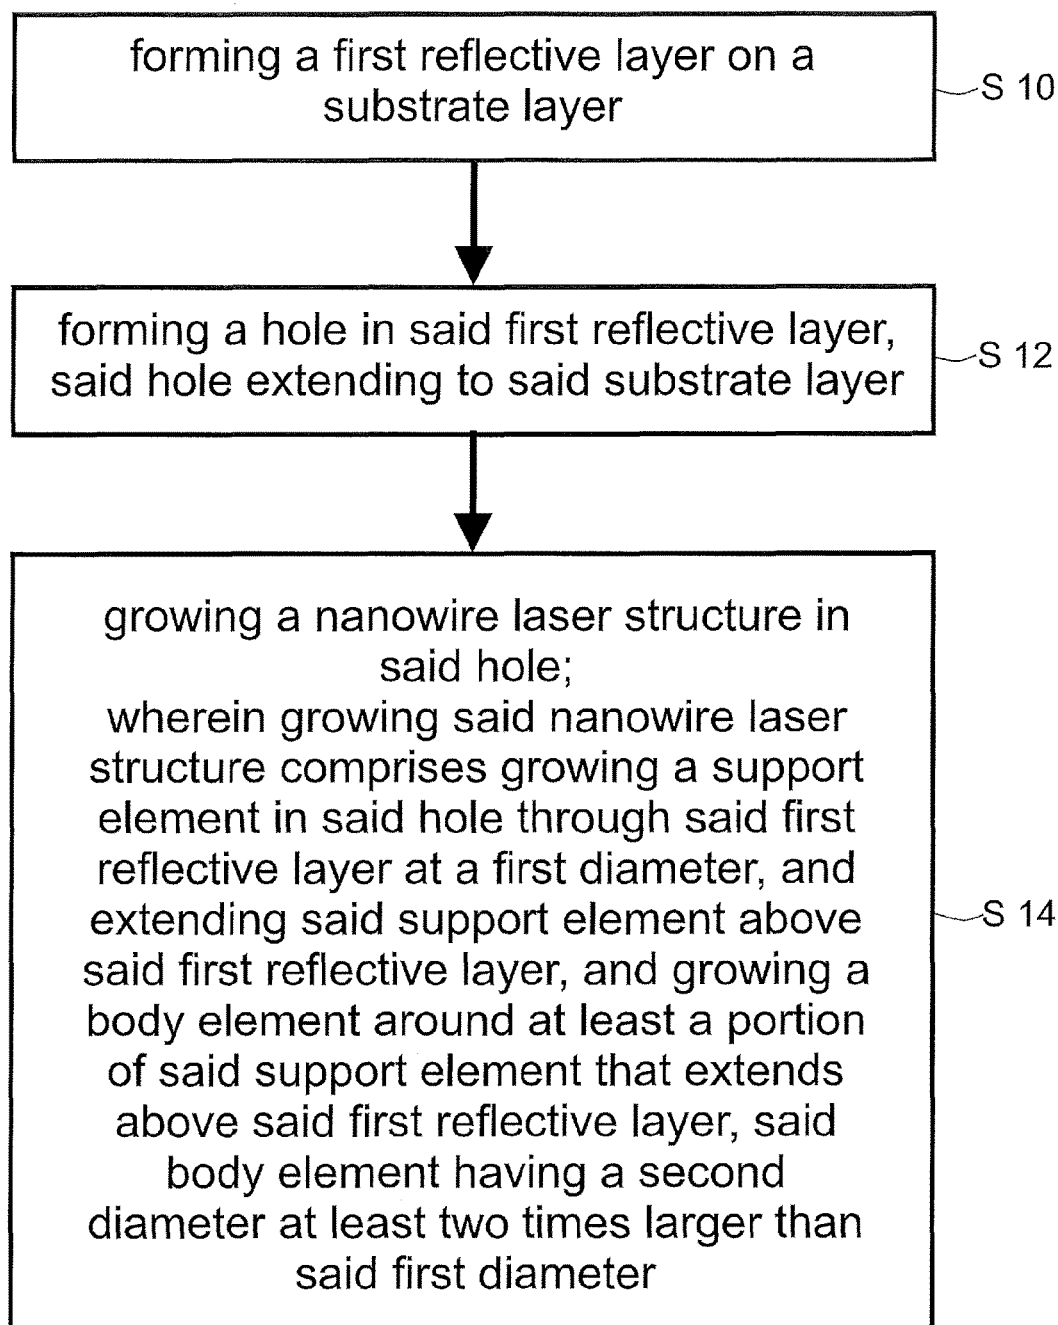 forming a first reflective layer on a
substrate layer
S 10
forming a hole in said first reflective layer,
said hole extending to said substrate layer
S 12
growing a nanowire laser structure in
said hole;
wherein growing said nanowire laser
structure comprises growing a support
element in said hole through said first
reflective layer at a first diameter, and
extending said support element above
said first reflective layer, and growing a
body element around at least a portion
of said support element that extends
above said first reflective layer, said
body element having a second
diameter at least two times larger than
said first diameter
S 14